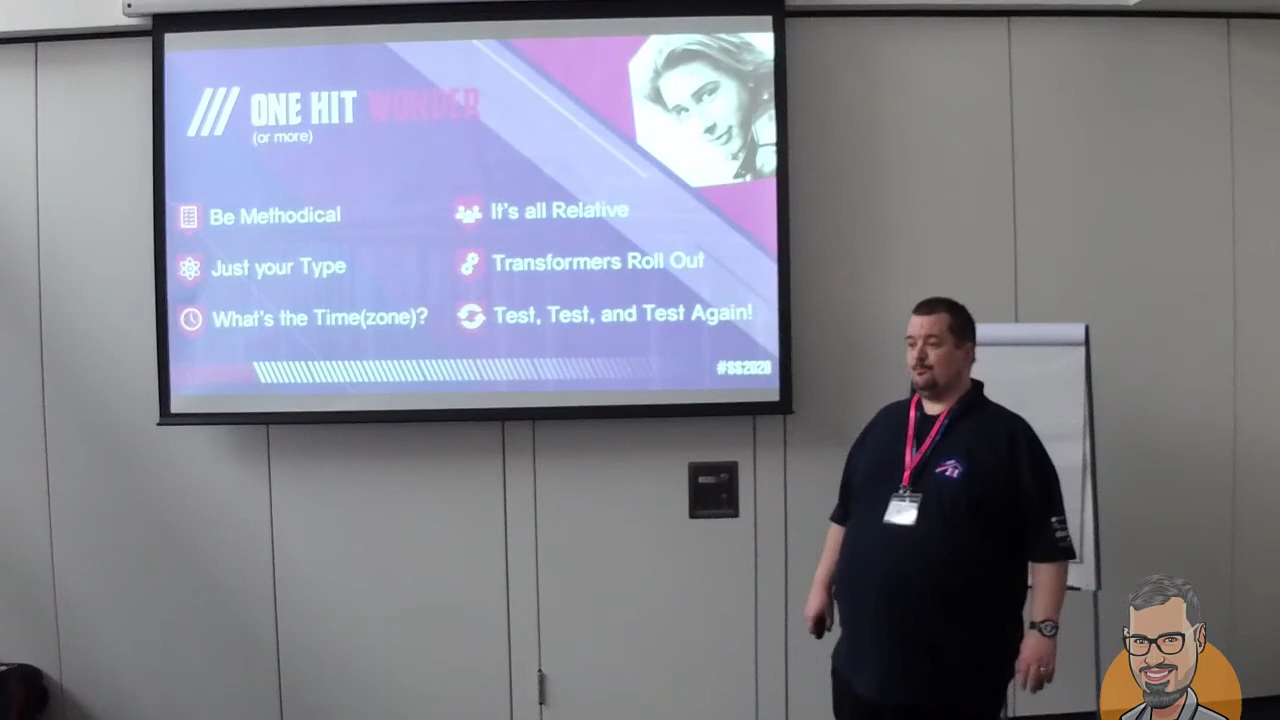 ONE HIT WONDER
(or more)
Be Methodical
Just your Type
What's the Time(zone)?
It's all Relative
Transformers Roll Out
Test, Test, and Test Again!
#SS2020